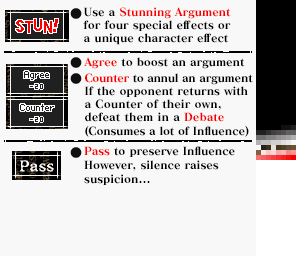 STUN!
● Use a Stunning Argument
for four special effects or
a unique character effect
Agree
-20
Counter
-20
● Agree to boost an argument
● Counter to annul an argument
If the opponent returns with
a Counter of their own,
defeat them in a Debate
(Consumes a lot of Influence)
Pass
● Pass to preserve Influence
However, silence raises
suspicion...